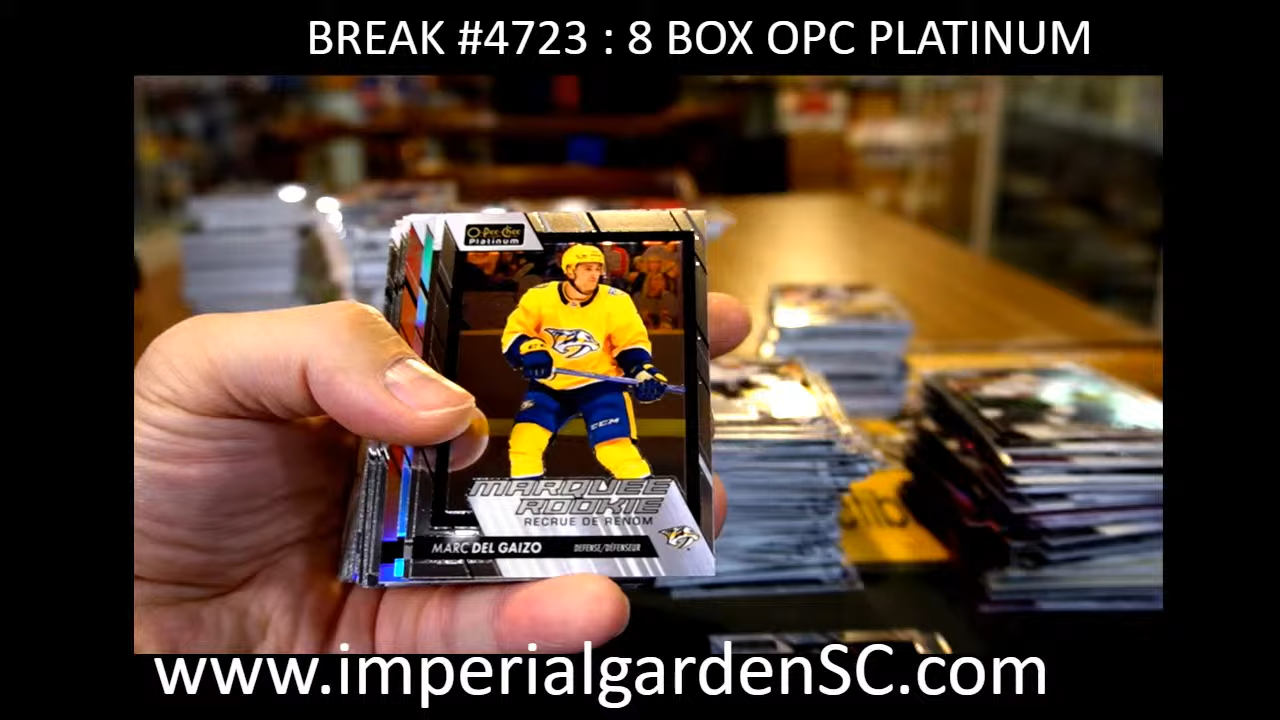 BREAK #4723 : 8 BOX OPC PLATINUM
O-Pee-Chee
Platinum
CCM
MARQUEE
ROOKIE
RECRUE DE RENOM
MARC DEL GAIZO DEFENSE/DÉFENSEUR
www.imperialgardenSC.com